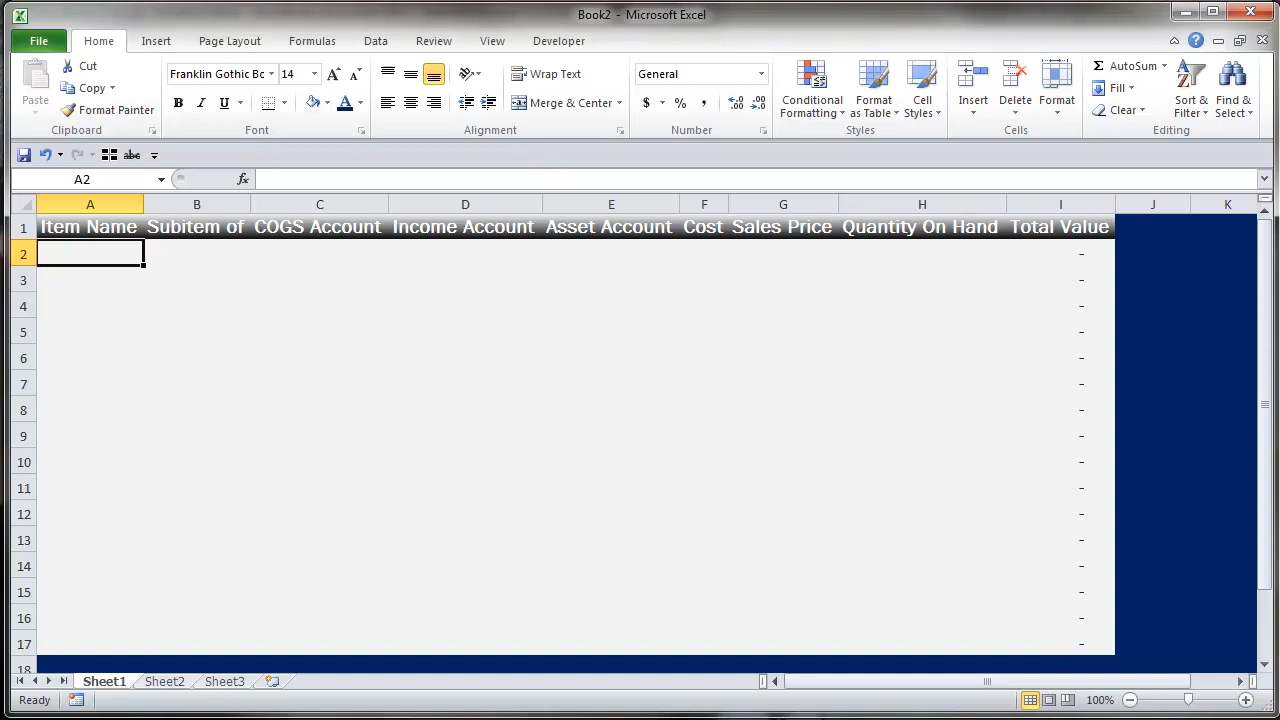 Book2 - Microsoft Excel
File Home Insert Page Layout Formulas Data Review View Developer
Cut
Copy
Format Painter
Paste
Clipboard
Franklin Gothic Bc 14
B I U
Font
Wrap Text
Merge & Center
Alignment
General
$ % ,
Number
Conditional Formatting
Format as Table
Cell Styles
Styles
Insert
Delete
Format
Cells
AutoSum
Fill
Clear
Sort & Filter
Find & Select
Editing
abc
A2 fx
A B C D E F G H I J K
1 Item Name Subitem of COGS Account Income Account Asset Account Cost Sales Price Quantity On Hand Total Value
2 -
3 -
4 -
5 -
6 -
7 -
8 -
9 -
10 -
11 -
12 -
13 -
14 -
15 -
16 -
17 -
18
Sheet1 Sheet2 Sheet3
Ready 100%